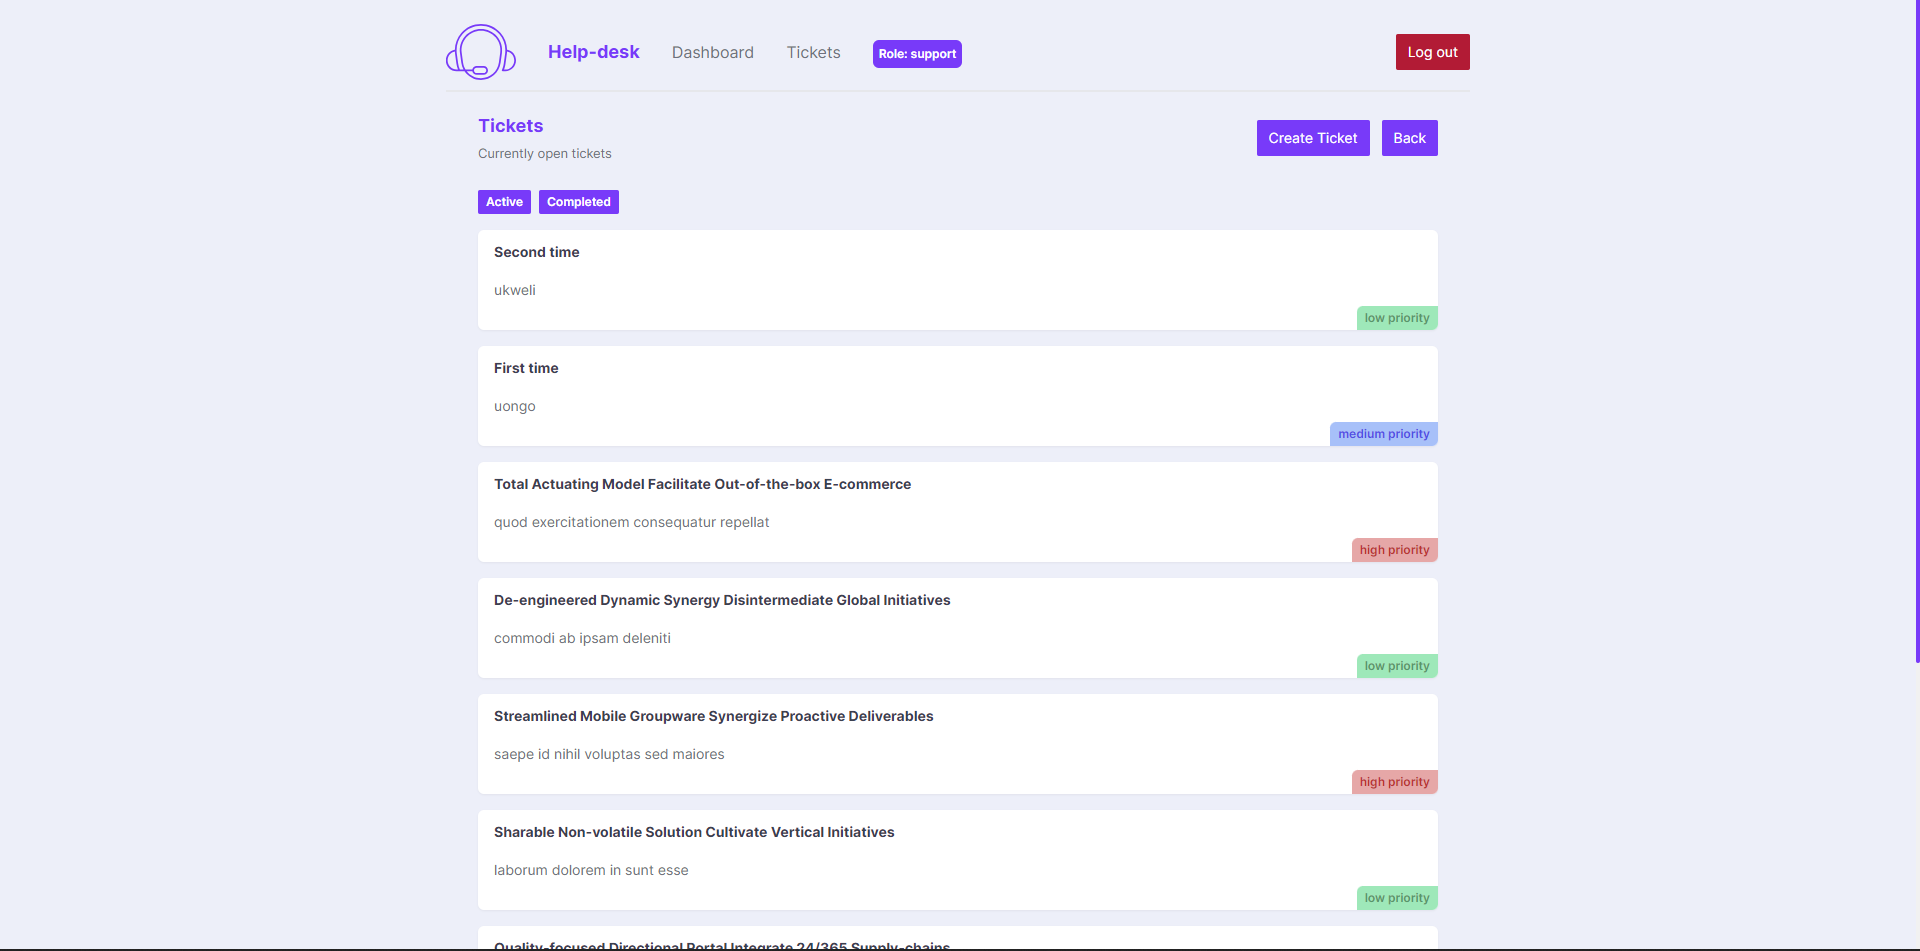 Help-desk Dashboard Tickets Role: support Log out
Tickets
Currently open tickets
Create Ticket Back
Active Completed
Second time
ukweli
low priority
First time
uongo
medium priority
Total Actuating Model Facilitate Out-of-the-box E-commerce
quod exercitationem consequatur repellat
high priority
De-engineered Dynamic Synergy Disintermediate Global Initiatives
commodi ab ipsam deleniti
low priority
Streamlined Mobile Groupware Synergize Proactive Deliverables
saepe id nihil voluptas sed maiores
high priority
Sharable Non-volatile Solution Cultivate Vertical Initiatives
laborum dolorem in sunt esse
low priority
Quality-focused Directional Portal Integrate 24/365 Supply-chains